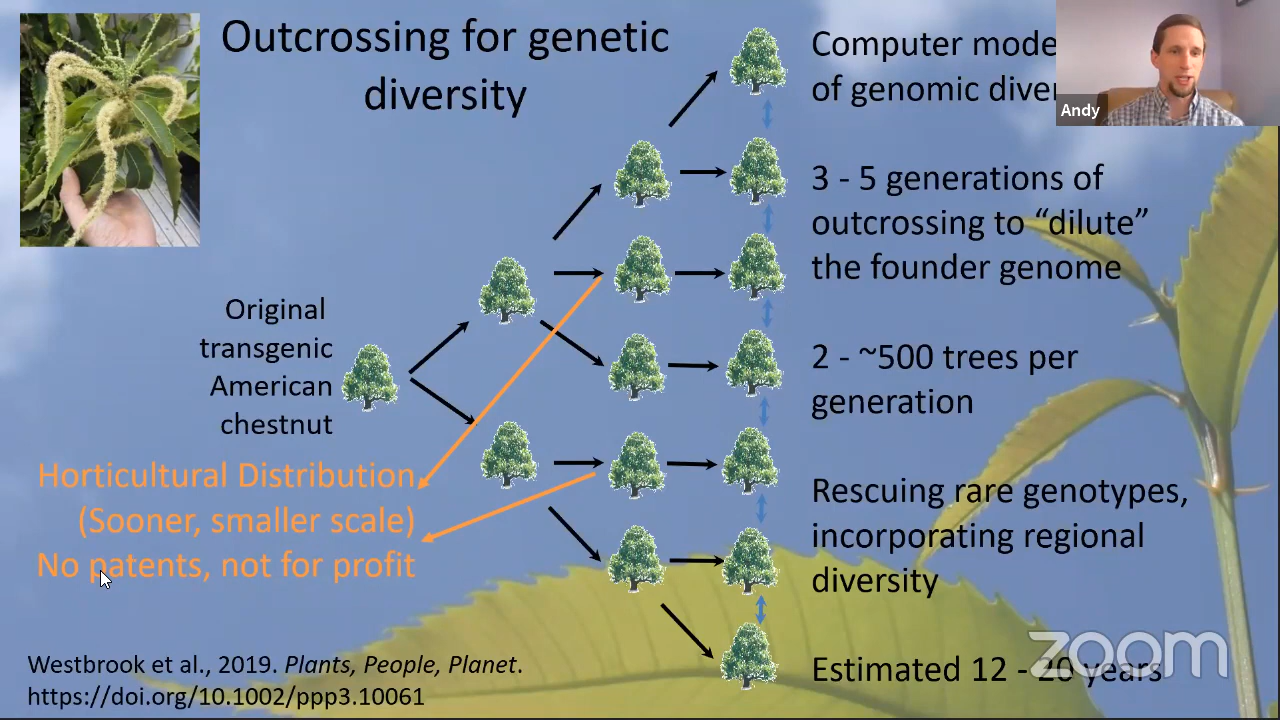 Outcrossing for genetic
diversity
Computer mode
of genomic diver
Andy
3 - 5 generations of
outcrossing to “dilute”
the founder genome
Original
transgenic
American
chestnut
2 - ~500 trees per
generation
Horticultural Distribution
(Sooner, smaller scale)
No patents, not for profit
Rescuing rare genotypes,
incorporating regional
diversity
Westbrook et al., 2019. Plants, People, Planet.
https://doi.org/10.1002/ppp3.10061
Estimated 12 - 20 years
zoom